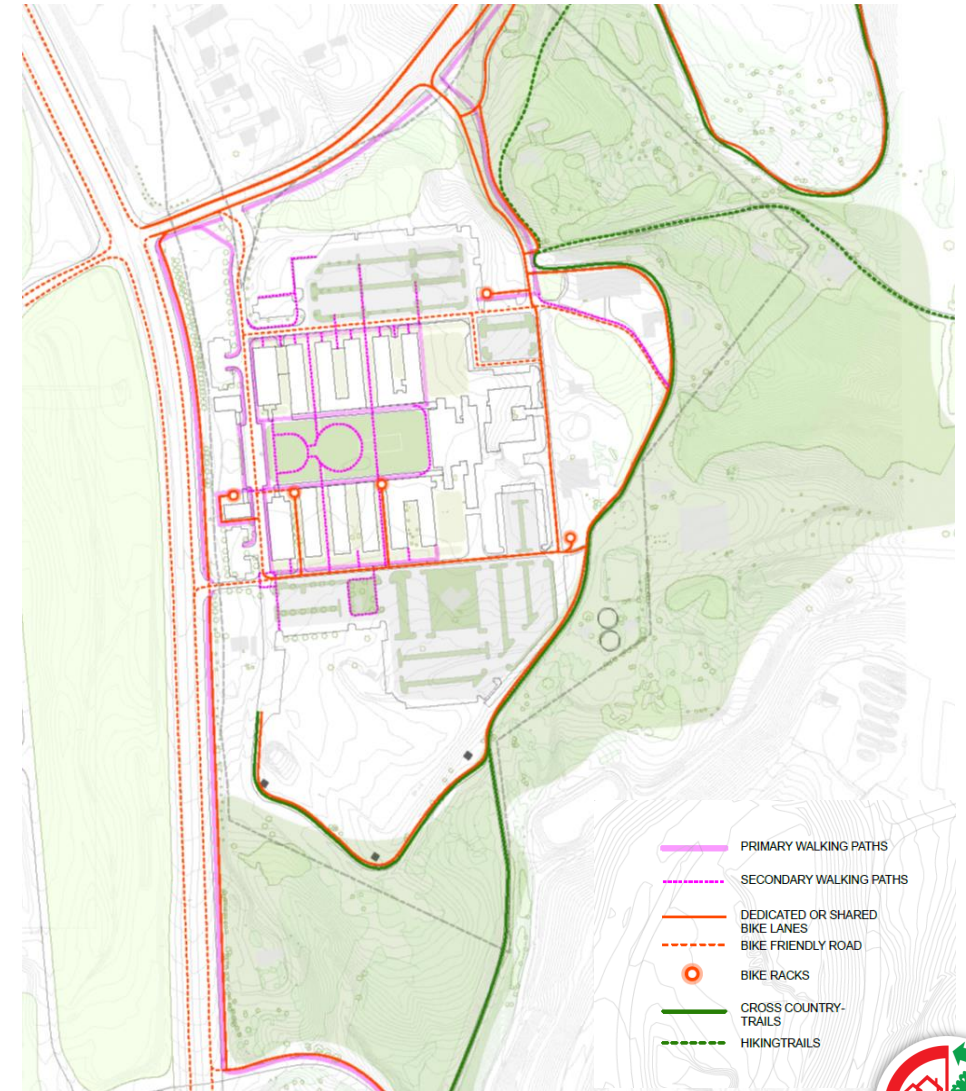 PRIMARY WALKING PATHS
SECONDARY WALKING PATHS
DEDICATED OR SHARED
BIKE LANES
BIKE FRIENDLY ROAD
BIKE RACKS
CROSS COUNTRY-
TRAILS
HIKINGTRAILS